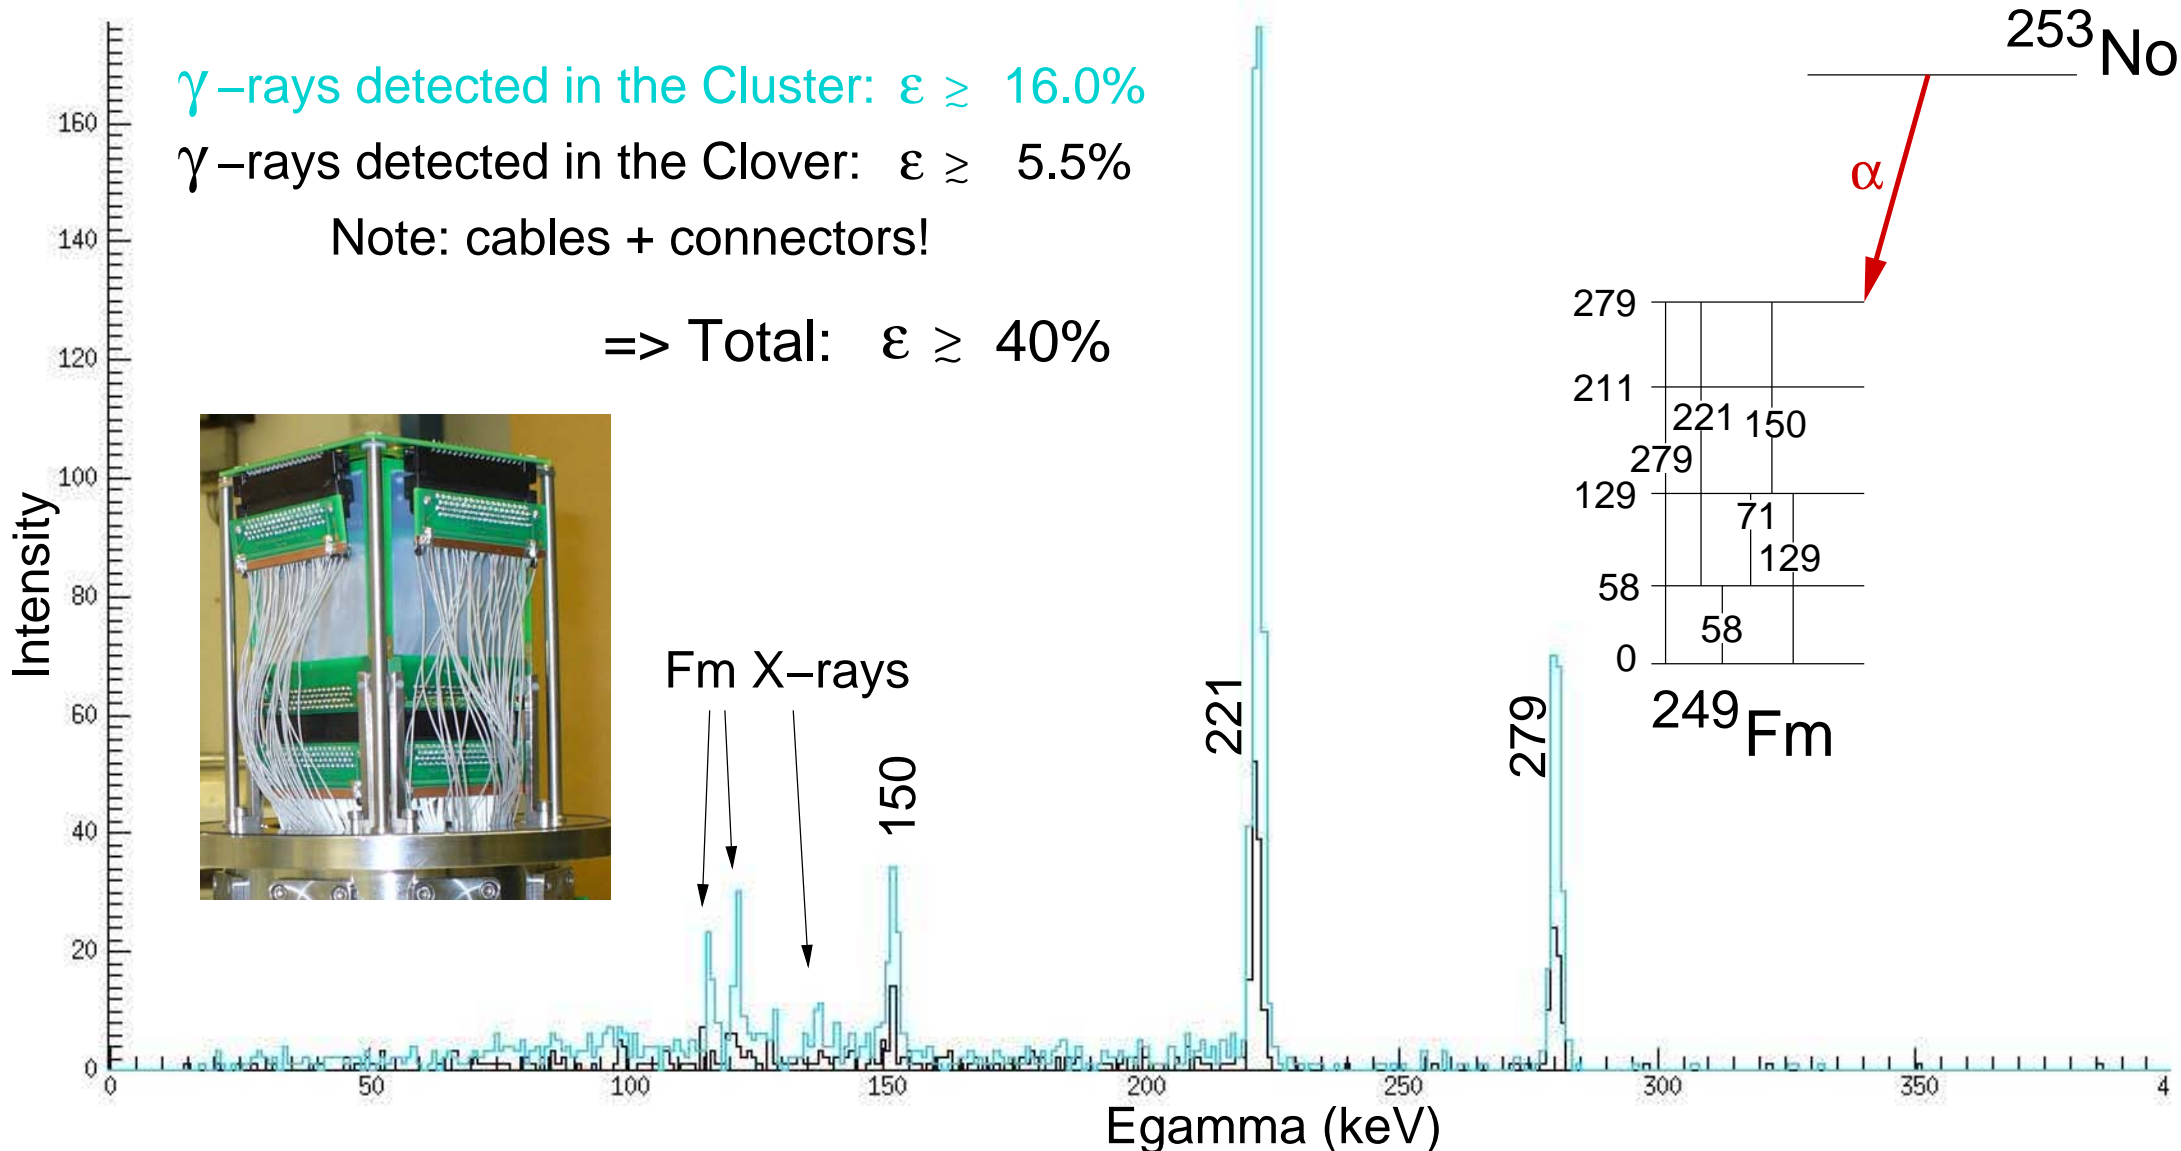 γ–rays detected in the Cluster: ε ≳ 16.0%
γ–rays detected in the Clover: ε ≳ 5.5%
Note: cables + connectors!
=> Total: ε ≳ 40%
253No
α
279
211
221 150
279
129
71
129
58
58
0
249Fm
Fm X–rays
150
221
279
Intensity
160
140
120
100
80
60
40
20
0
0 50 100 150 200 250 300 350 4
Egamma (keV)